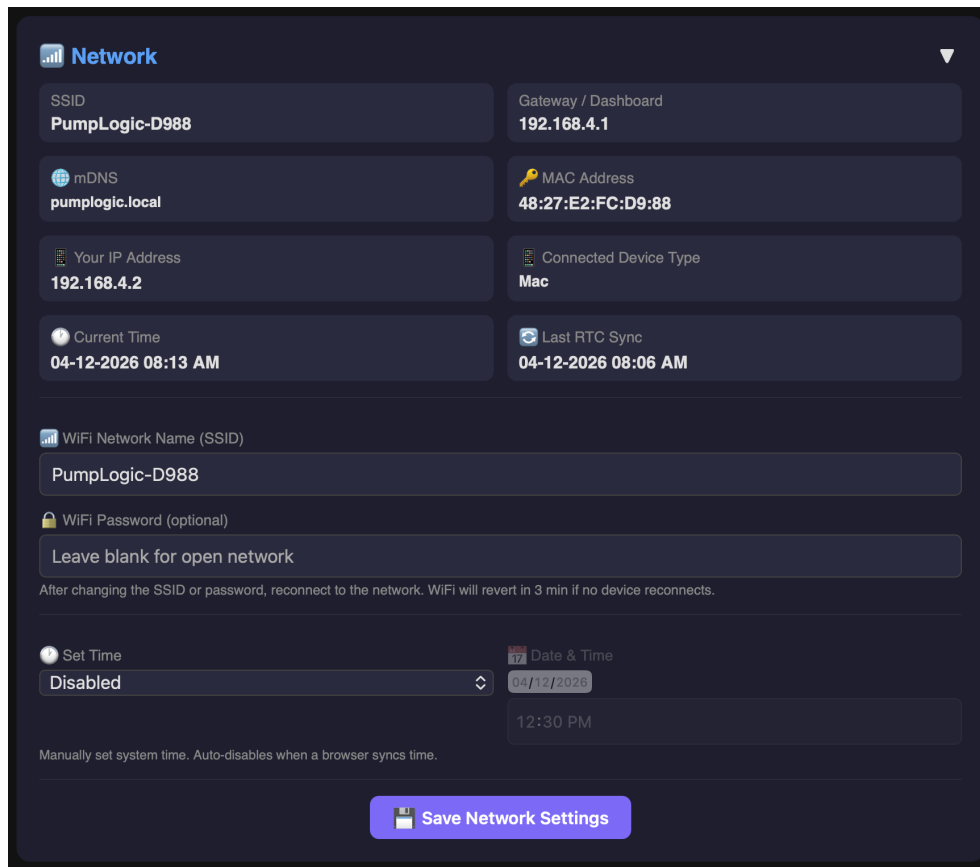 Network
SSID
PumpLogic-D988
Gateway / Dashboard
192.168.4.1
mDNS
pumplogic.local
MAC Address
48:27:E2:FC:D9:88
Your IP Address
192.168.4.2
Connected Device Type
Mac
Current Time
04-12-2026 08:13 AM
Last RTC Sync
04-12-2026 08:06 AM
WiFi Network Name (SSID)
PumpLogic-D988
WiFi Password (optional)
Leave blank for open network
After changing the SSID or password, reconnect to the network. WiFi will revert in 3 min if no device reconnects.
Set Time
Disabled
17 Date & Time
04/12/2026
12:30 PM
Manually set system time. Auto-disables when a browser syncs time.
Save Network Settings